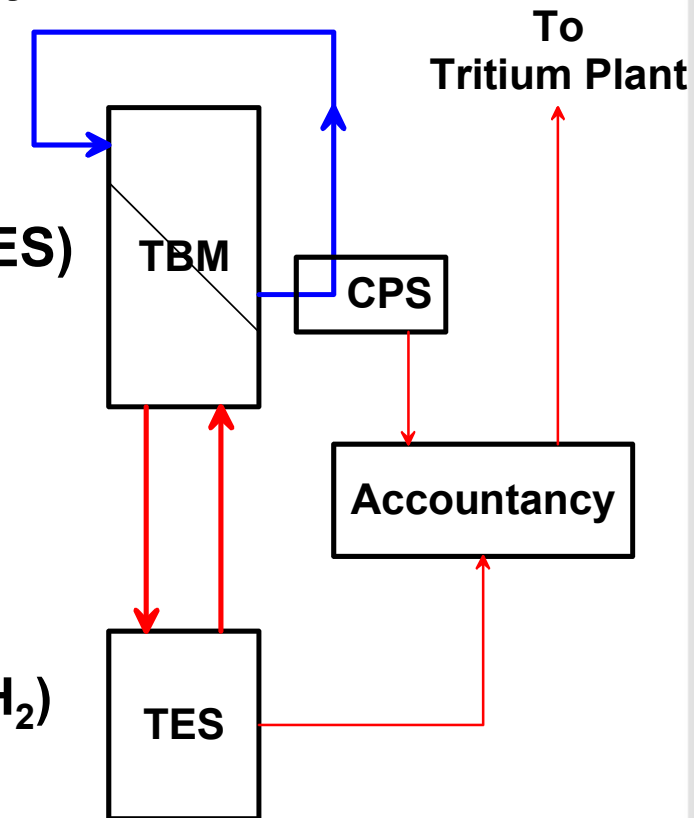 To
Tritium Plant
ES)
TBM
CPS
Accountancy
H₂)
TES